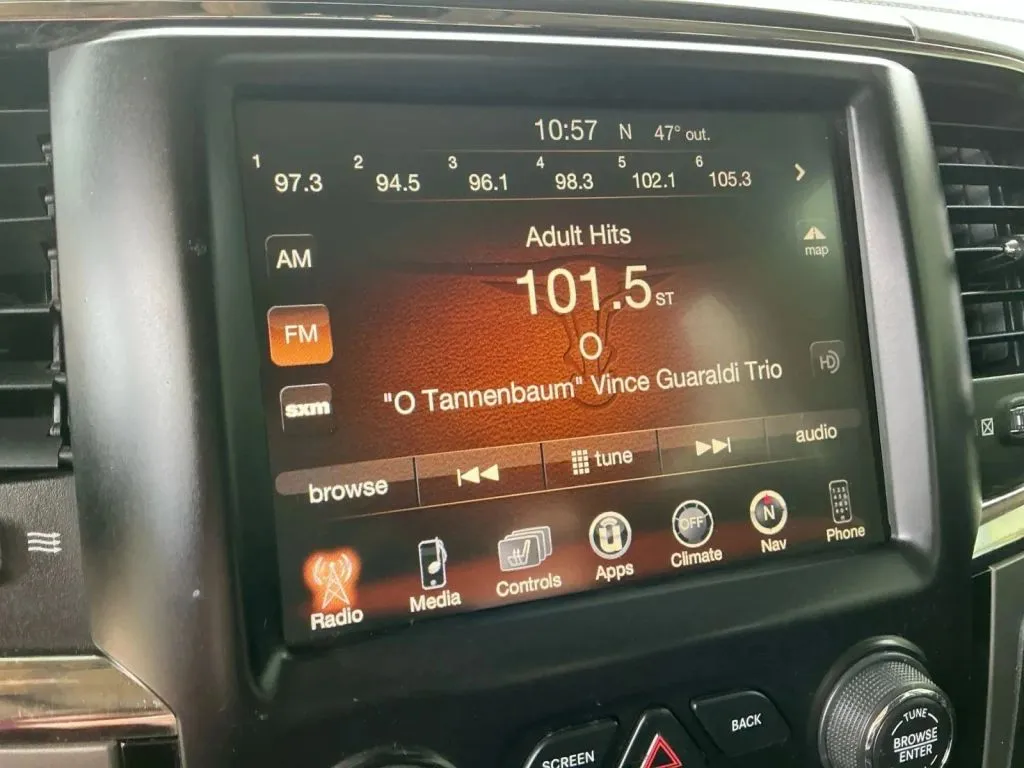 10:57 N 47° out.
1 97.3 2 94.5 3 96.1 4 98.3 5 102.1 6 105.3 >
Adult Hits
map
AM
101.5 ST
FM
O
HD
"O Tannenbaum" Vince Guaraldi Trio
sxm
browse tune audio
Radio Media Controls Apps OFF Climate N Nav Phone
SCREEN
BACK
TUNE
BROWSE
ENTER